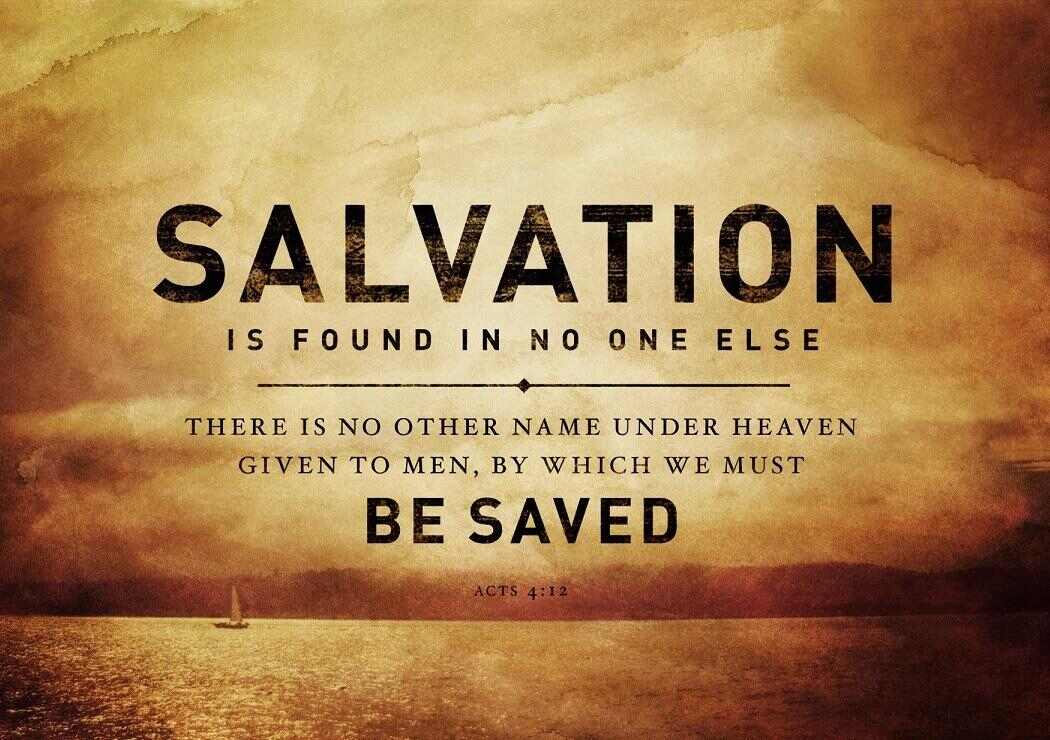 SALVATION
IS FOUND IN NO ONE ELSE
THERE IS NO OTHER NAME UNDER HEAVEN
GIVEN TO MEN, BY WHICH WE MUST
BE SAVED
ACTS 4:12